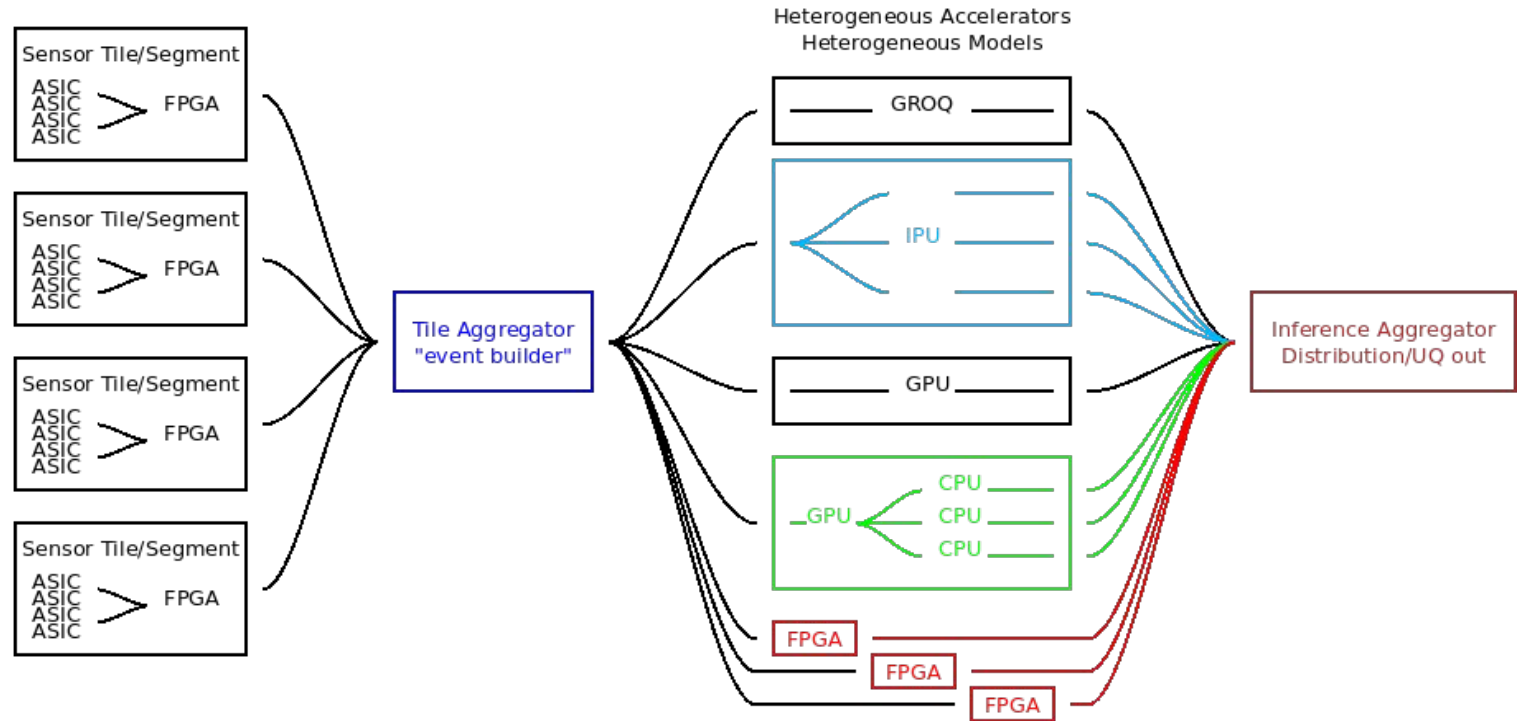 Sensor Tile/Segment
ASIC
ASIC
ASIC
ASIC
FPGA
Sensor Tile/Segment
ASIC
ASIC
ASIC
ASIC
FPGA
Sensor Tile/Segment
ASIC
ASIC
ASIC
ASIC
FPGA
Sensor Tile/Segment
ASIC
ASIC
ASIC
ASIC
FPGA
Tile Aggregator
"event builder"
Heterogeneous Accelerators
Heterogeneous Models
GROQ
IPU
GPU
GPU
CPU
CPU
CPU
FPGA
FPGA
FPGA
Inference Aggregator
Distribution/UQ out